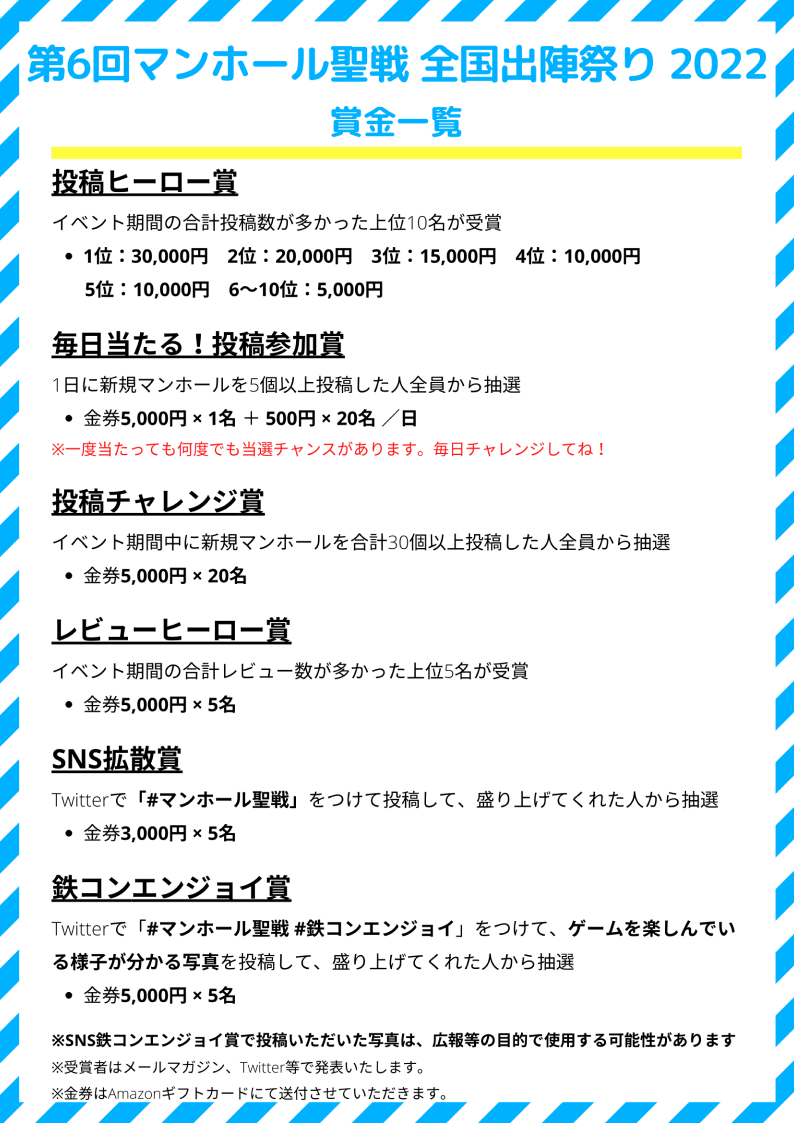 第6回マンホール聖戦 全国出陣祭り 2022
賞金一覧
投稿ヒーロー賞
イベント期間の合計投稿数が多かった上位10名が受賞
• 1位：30,000円　2位：20,000円　3位：15,000円　4位：10,000円
5位：10,000円　6〜10位：5,000円
毎日当たる！投稿参加賞
1日に新規マンホールを5個以上投稿した人全員から抽選
• 金券5,000円 × 1名 ＋ 500円 × 20名 ／日
※一度当たっても何度でも当選チャンスがあります。毎日チャレンジしてね！
投稿チャレンジ賞
イベント期間中に新規マンホールを合計30個以上投稿した人全員から抽選
• 金券5,000円 × 20名
レビューヒーロー賞
イベント期間の合計レビュー数が多かった上位5名が受賞
• 金券5,000円 × 5名
SNS拡散賞
Twitterで「#マンホール聖戦」をつけて投稿して、盛り上げてくれた人から抽選
• 金券3,000円 × 5名
鉄コンエンジョイ賞
Twitterで「#マンホール聖戦 #鉄コンエンジョイ」をつけて、ゲームを楽しんでい
る様子が分かる写真を投稿して、盛り上げてくれた人から抽選
• 金券5,000円 × 5名
※SNS鉄コンエンジョイ賞で投稿いただいた写真は、広報等の目的で使用する可能性があります
※受賞者はメールマガジン、Twitter等で発表いたします。
※金券はAmazonギフトカードにて送付させていただきます。